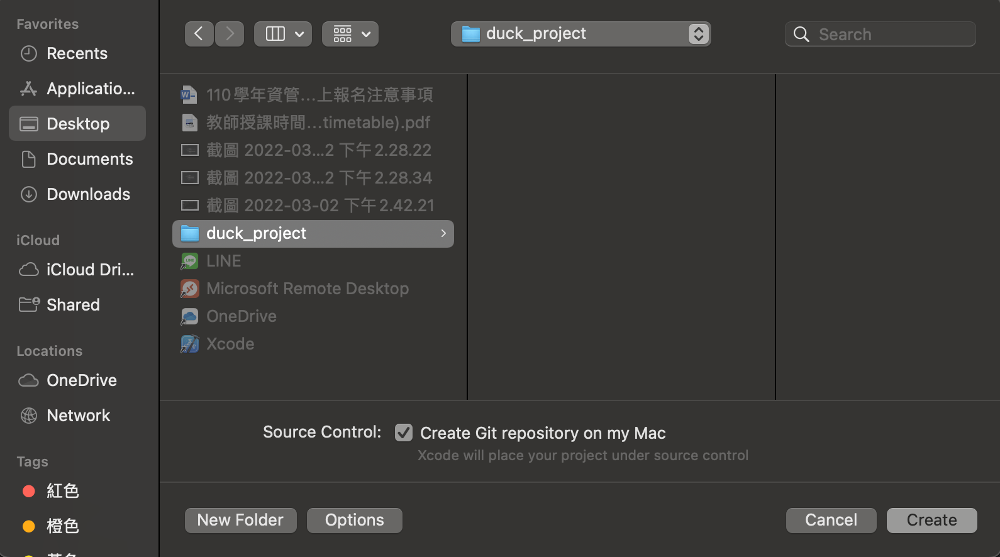 Favorites
Recents
Applicatio...
Desktop
Documents
Downloads
iCloud
iCloud Dri...
Shared
Locations
OneDrive
Network
Tags
紅色
橙色
duck_project
Search
110學年資管...上報名注意事項
教師授課時間...timetable).pdf
截圖 2022-03...2 下午2.28.22
截圖 2022-03...2 下午2.28.34
截圖 2022-03-02 下午2.42.21
duck_project
LINE
Microsoft Remote Desktop
OneDrive
Xcode
Source Control: Create Git repository on my Mac
Xcode will place your project under source control
New Folder Options Cancel Create